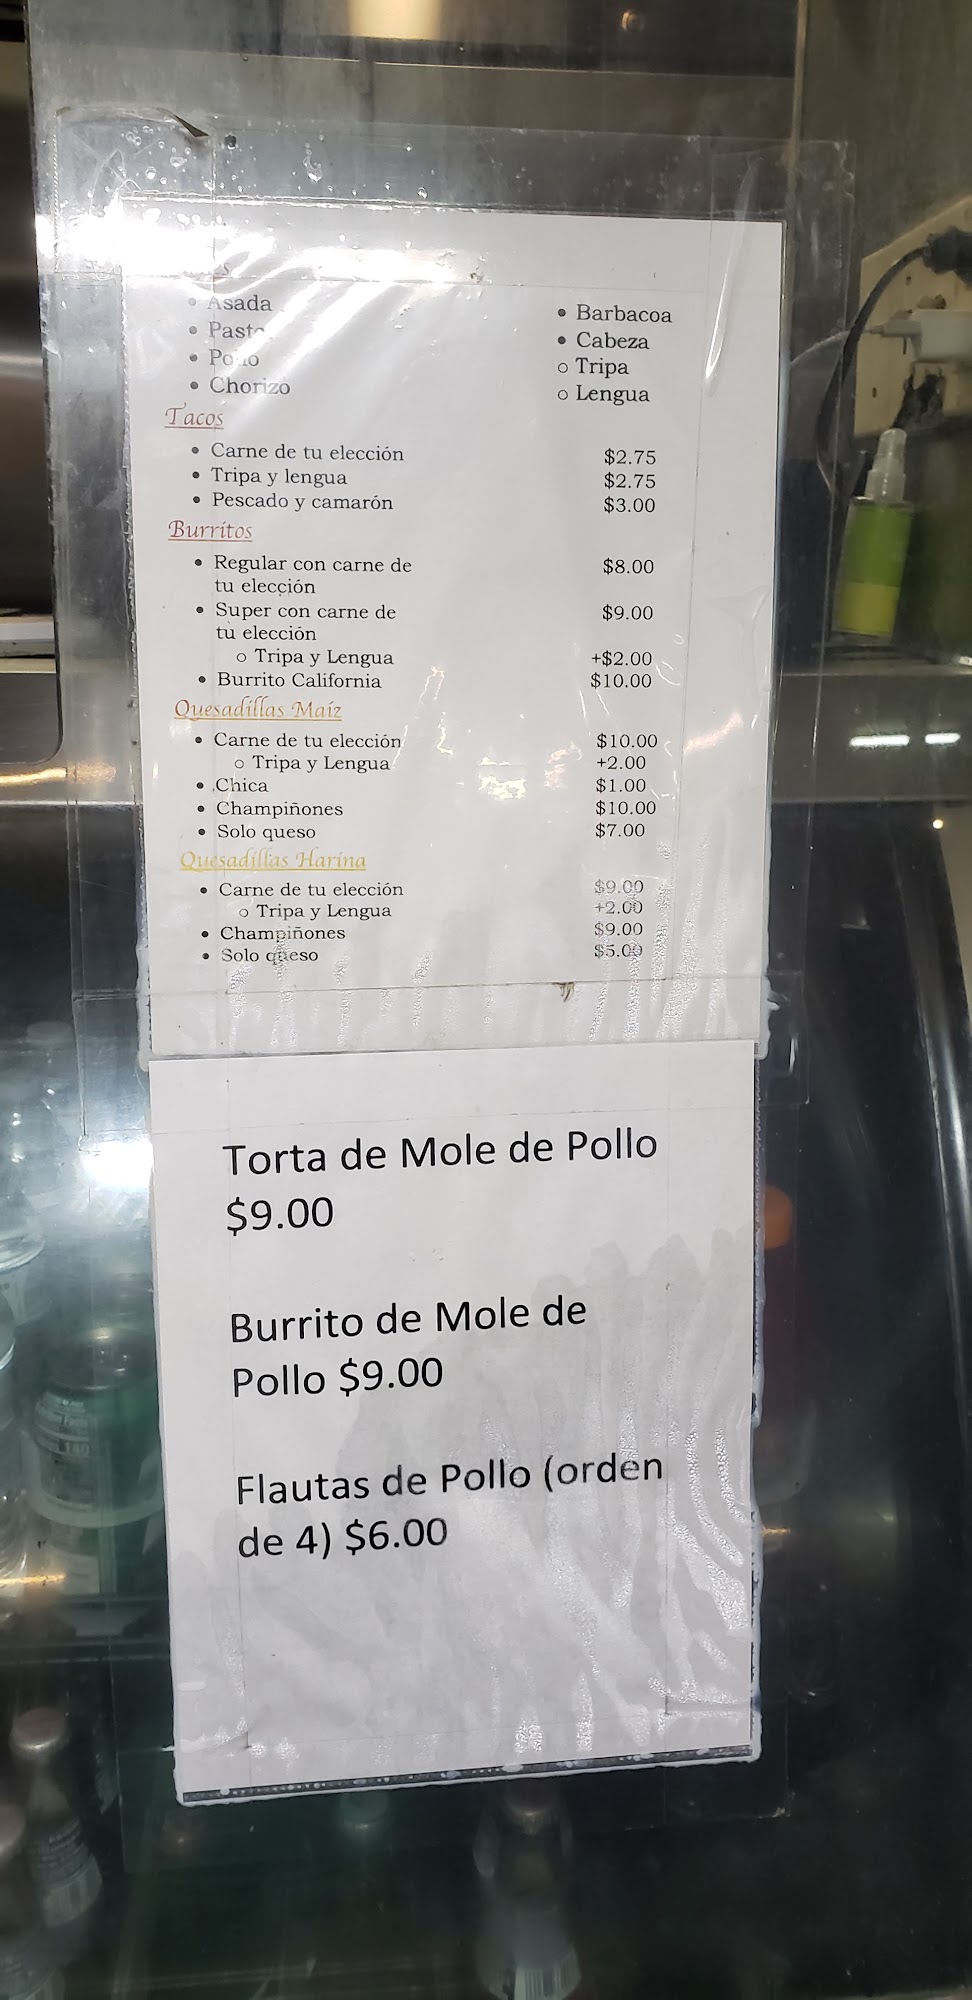 Asada
Barbacoa
Cabeza
Pollo
Tripa
Chorizo
Lengua
Tacos
Carne de tu elección $2.75
Tripa y lengua $2.75
Pescado y camarón $3.00
Burritos
Regular con carne de $8.00
tu elección
Super con carne de $9.00
tu elección
Tripa y Lengua +$2.00
Burrito California $10.00
Quesadillas Maíz
Carne de tu elección $10.00
Tripa y Lengua +2.00
Chica $1.00
Champiñones $10.00
Solo queso $7.00
Quesadillas Harina
Carne de tu elección $9.00
Tripa y Lengua +2.00
Champiñones $9.00
Solo queso $5.00
Torta de Mole de Pollo
$9.00
Burrito de Mole de
Pollo $9.00
Flautas de Pollo (orden
de 4) $6.00